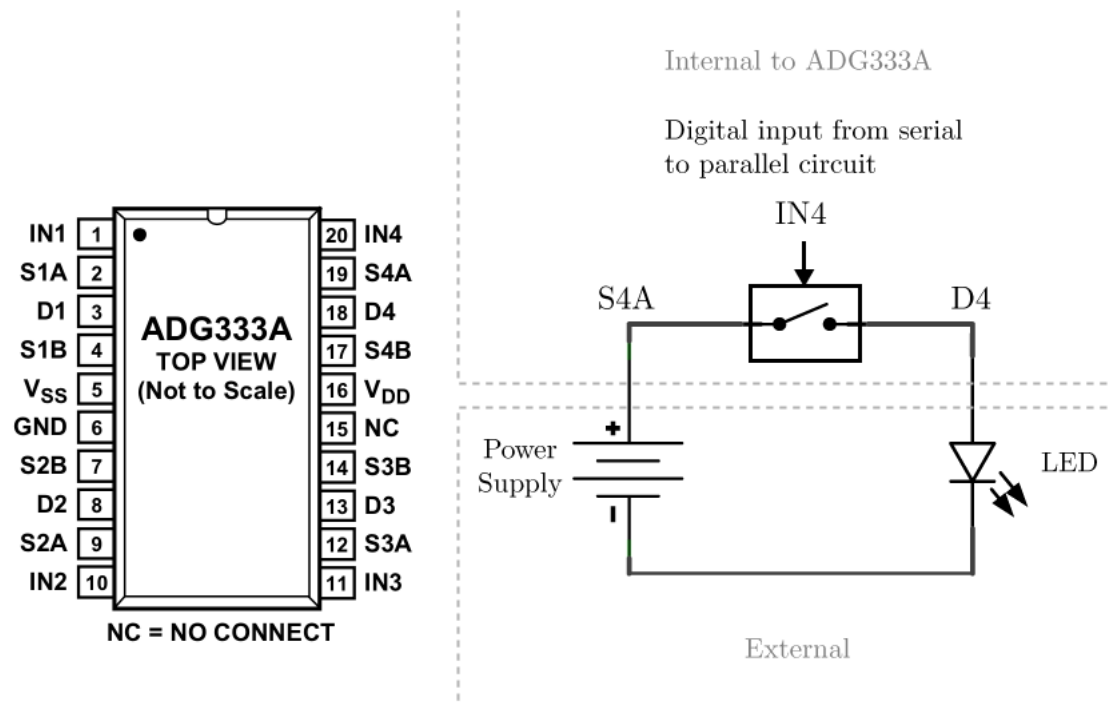 IN1 1
S1A 2
D1 3
S1B 4
VSS 5
GND 6
S2B 7
D2 8
S2A 9
IN2 10
ADG333A
TOP VIEW
(Not to Scale)
20 IN4
19 S4A
18 D4
17 S4B
16 VDD
15 NC
14 S3B
13 D3
12 S3A
11 IN3
NC = NO CONNECT
Internal to ADG333A
Digital input from serial
to parallel circuit
IN4
S4A
D4
+
Power
Supply
-
LED
External